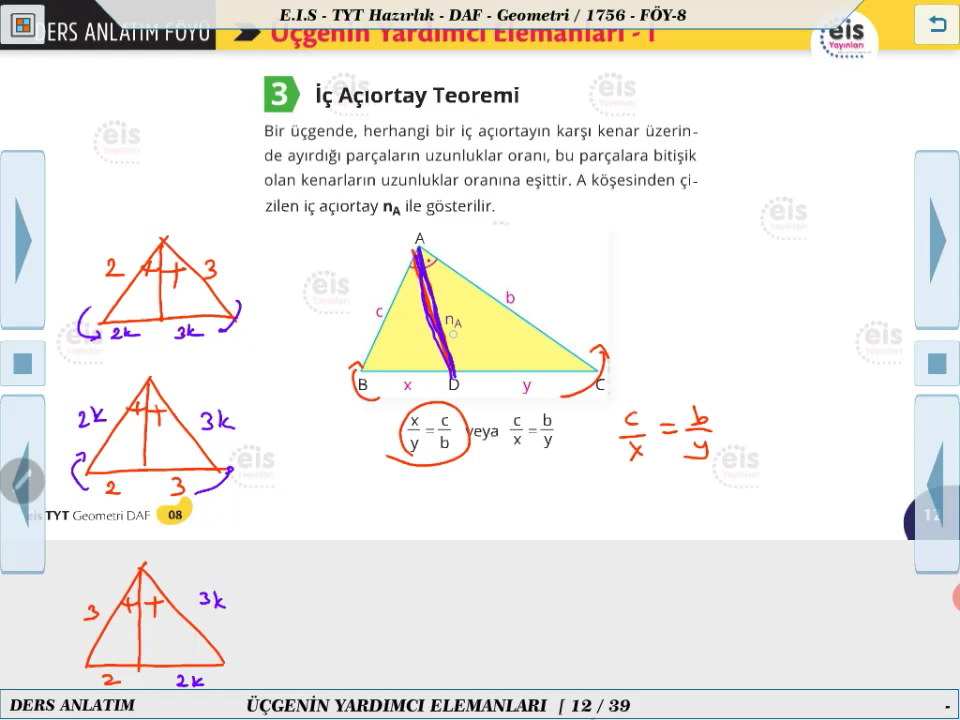 E.I.S - TYT Hazırlık - DAF - Geometri / 1756 - FÖY-8
DERS ANLATIM FÖYÜ
Üçgenin Yardımcı Elemanları - I
eis
Yayınları
3 İç Açıortay Teoremi
Bir üçgende, herhangi bir iç açıortayın karşı kenar üzerin-
de ayırdığı parçaların uzunluklar oranı, bu parçalara bitişik
olan kenarların uzunluklar oranına eşittir. A köşesinden çi-
zilen iç açıortay nA ile gösterilir.
A
c
b
nA
B
x
D
y
C
x/y = c/b veya c/x = b/y
c/x = b/y
2 3
2k 3k
2k 3k
2 3
eis TYT Geometri DAF 08
12
3 3k
2 2k
DERS ANLATIM
ÜÇGENİN YARDIMCI ELEMANLARI [ 12 / 39
-